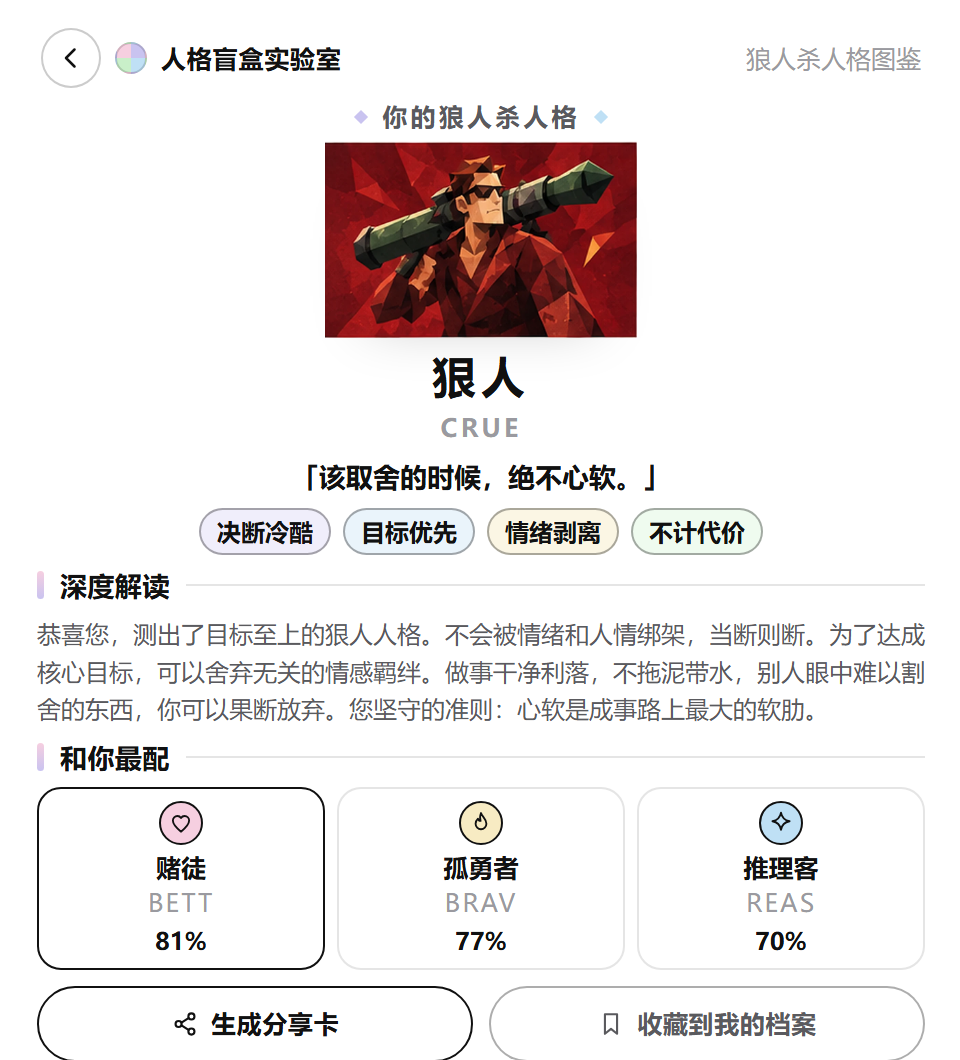 人格盲盒实验室
狼人杀人格图鉴
你的狼人杀人格
狠人
CRUE
「该取舍的时候，绝不心软。」
决断冷酷 目标优先 情绪剥离 不计代价
深度解读
恭喜您，测出了目标至上的狠人人格。不会被情绪和人情绑架，当断则断。为了达成
核心目标，可以舍弃无关的情感羁绊。做事干净利落，不拖泥带水，别人眼中难以割
舍的东西，你可以果断放弃。您坚守的准则：心软是成事路上最大的软肋。
和你最配
赌徒
BETT
81%
孤勇者
BRAV
77%
推理客
REAS
70%
生成分享卡
收藏到我的档案